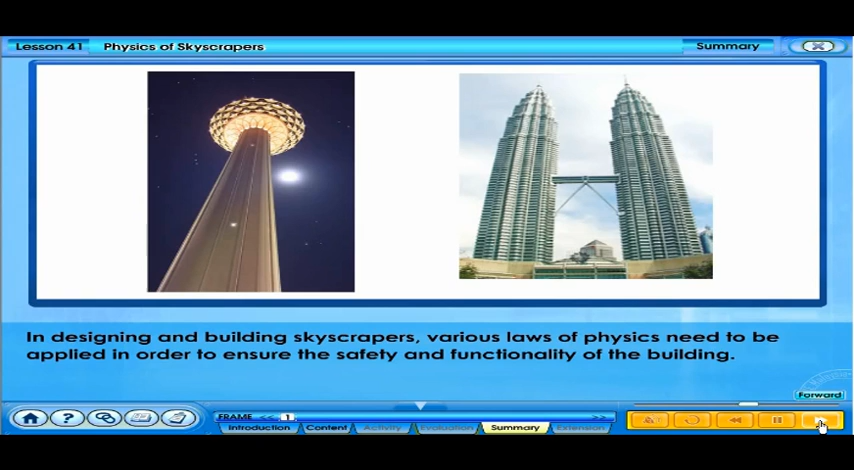 Lesson 41 Physics of Skyscrapers Summary
In designing and building skyscrapers, various laws of physics need to be
applied in order to ensure the safety and functionality of the building.
Forward
FRAME << 1 >>
Introduction Content Activity Evaluation Summary Extension